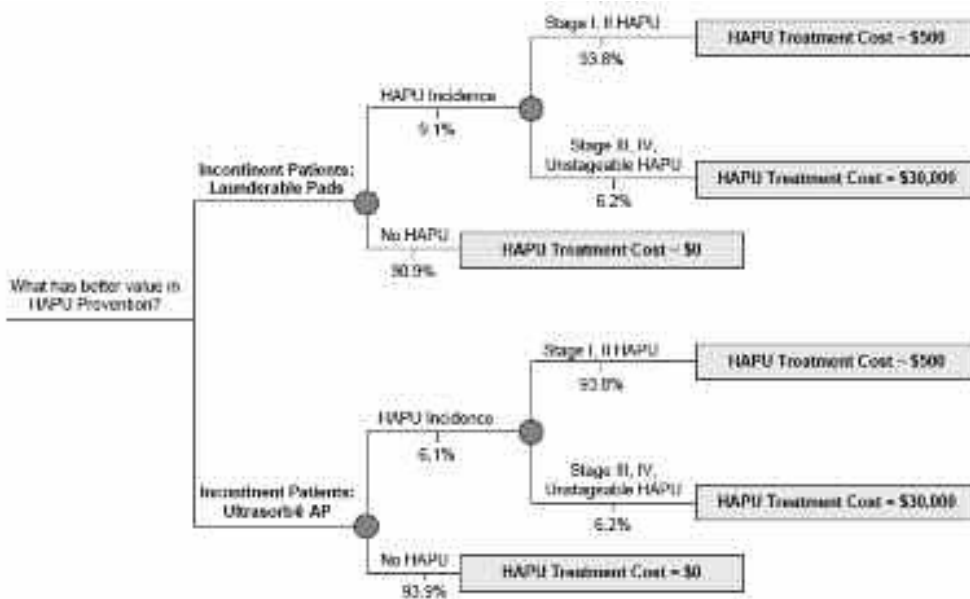 Stage I, II HAPU
93.8%
HAPU Treatment Cost = $500
HAPU Incidence
9.1%
Stage III, IV,
Unstageable HAPU
6.2%
HAPU Treatment Cost = $30,000
Incontinent Patients:
Launderable Pads
No HAPU
90.9%
HAPU Treatment Cost = $0
What has better value in
HAPU Prevention?
Stage I, II HAPU
93.8%
HAPU Treatment Cost = $500
HAPU Incidence
6.1%
Stage III, IV,
Unstageable HAPU
6.2%
HAPU Treatment Cost = $30,000
Incontinent Patients:
Ultrasorb® AP
No HAPU
93.9%
HAPU Treatment Cost = $0